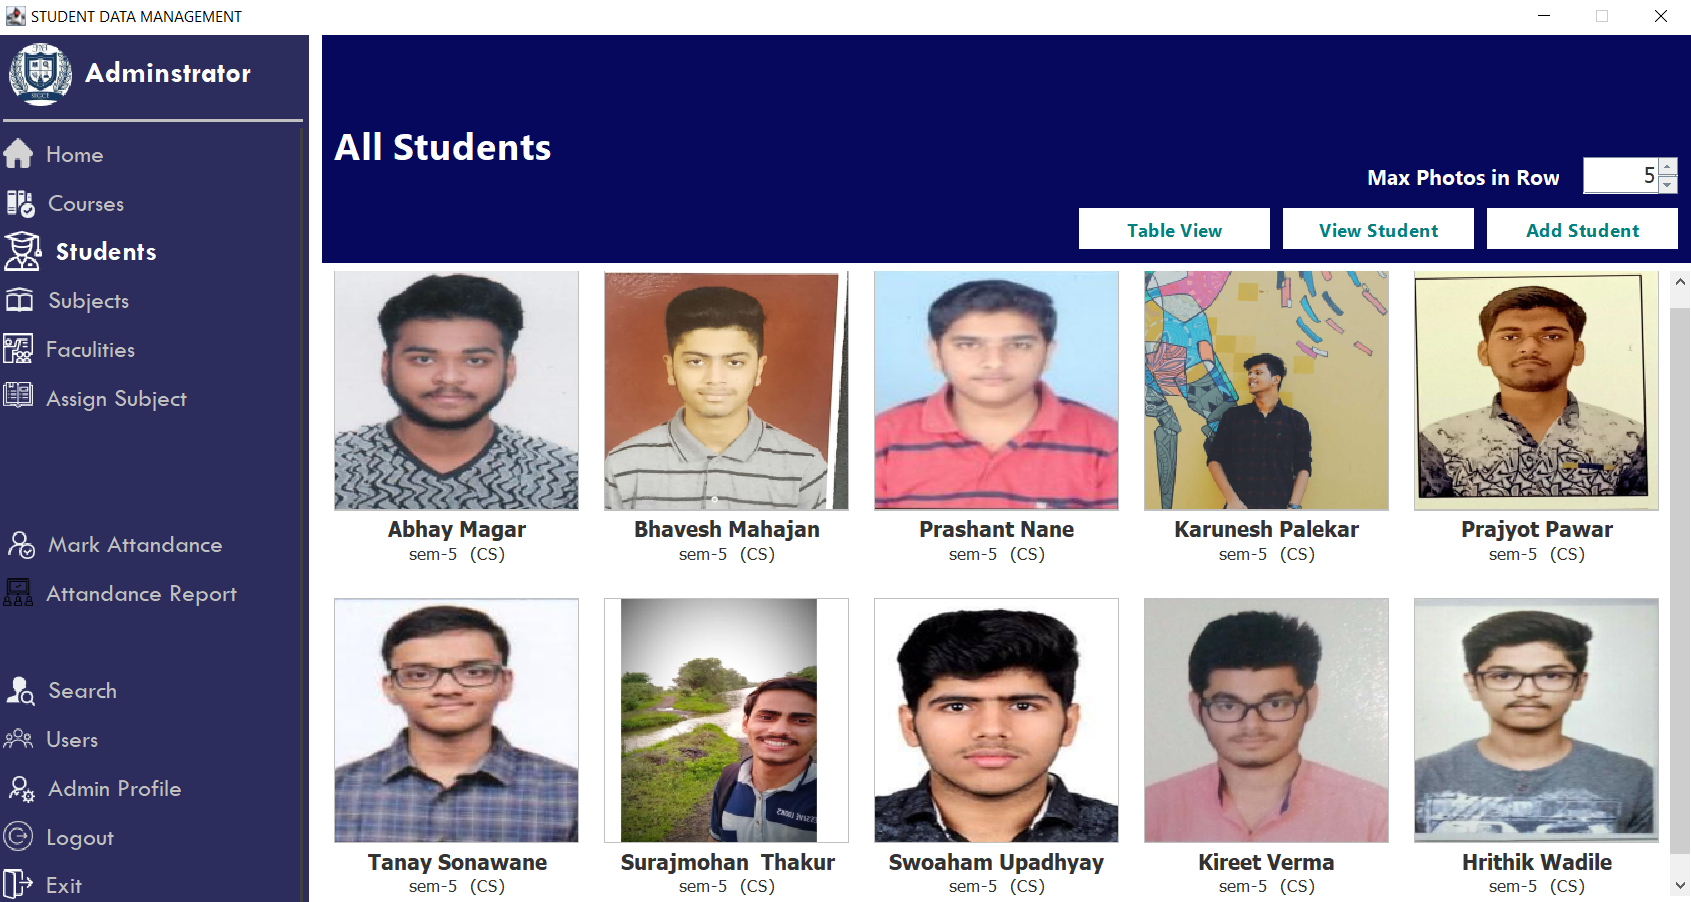 STUDENT DATA MANAGEMENT
Adminstrator
Home
Courses
Students
Subjects
Faculities
Assign Subject
Mark Attandance
Attandance Report
Search
Users
Admin Profile
Logout
Exit
All Students
Max Photos in Row 5
Table View View Student Add Student
Abhay Magar Bhavesh Mahajan Prashant Nane Karunesh Palekar Prajyot Pawar
sem-5 (CS) sem-5 (CS) sem-5 (CS) sem-5 (CS) sem-5 (CS)
Tanay Sonawane Surajmohan Thakur Swoaham Upadhyay Kireet Verma Hrithik Wadile
sem-5 (CS) sem-5 (CS) sem-5 (CS) sem-5 (CS) sem-5 (CS)